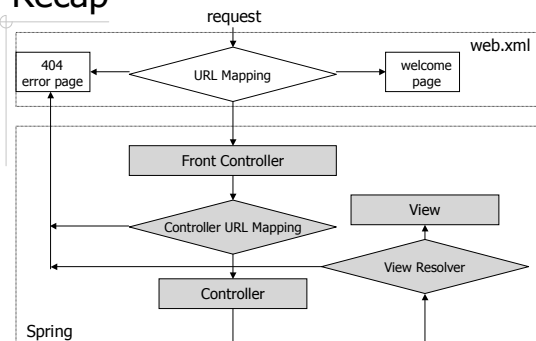 Recap
request
web.xml
404
error page
URL Mapping
welcome
page
Front Controller
Controller URL Mapping
View
View Resolver
Controller
Spring